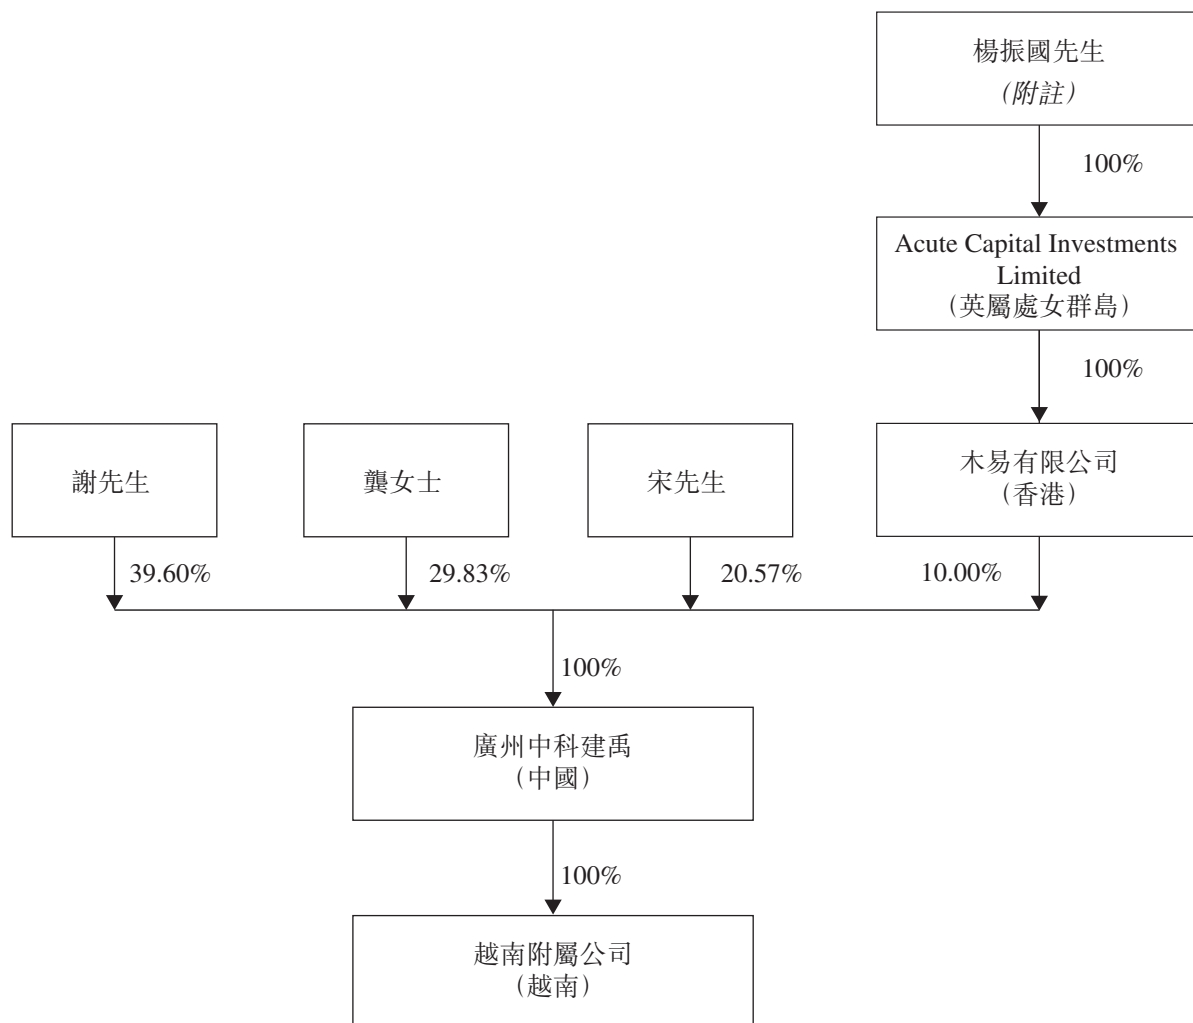 楊振國先生
（附註）
100%
Acute Capital Investments
Limited
（英屬處女群島）
100%
謝先生
龔女士
宋先生
木易有限公司
（香港）
39.60%
29.83%
20.57%
10.00%
100%
廣州中科建禹
（中國）
100%
越南附屬公司
（越南）